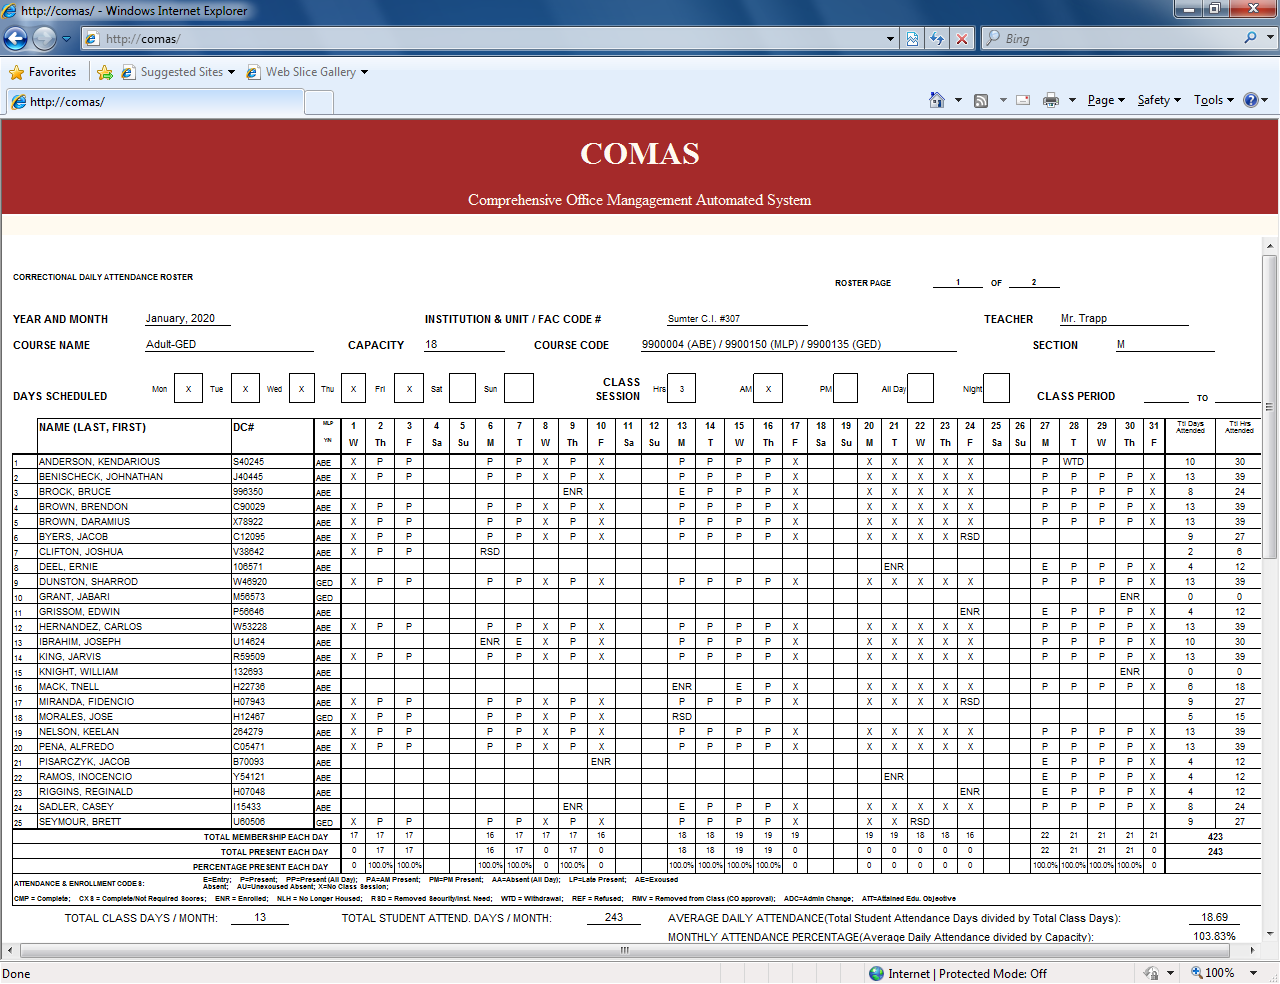 http://comas/ - Windows Internet Explorer
http://comas/
Bing
Favorites Suggested Sites Web Slice Gallery
http://comas/ Page Safety Tools
COMAS
Comprehensive Office Mangagement Automated System
CORRECTIONAL DAILY ATTENDANCE ROSTER
ROSTER PAGE 1 OF 2
YEAR AND MONTH January, 2020 INSTITUTION & UNIT / FAC CODE # Sumter C.I. #307 TEACHER Mr. Trapp
COURSE NAME Adult-GED CAPACITY 18 COURSE CODE 9900004 (ABE) / 9900150 (MLP) / 9900135 (GED) SECTION M
DAYS SCHEDULED Mon X Tue X Wed X Thu X Fri X Sat Sun CLASS SESSION Hrs 3 AM X PM All Day Night CLASS PERIOD TO
NAME (LAST, FIRST) DC# MLP Y/N 1 2 3 4 5 6 7 8 9 10 11 12 13 14 15 16 17 18 19 20 21 22 23 24 25 26 27 28 29 30 31 Ttl Days Attended Ttl Hrs Attended
W Th F Sa Su M T W Th F Sa Su M T W Th F Sa Su M T W Th F Sa Su M T W Th F
1 ANDERSON, KENDARIOUS S40245 ABE X P P P P X P X P P P P X X X X X X P WTD 10 30
2 BENISCHECK, JOHNATHAN J40445 ABE X P P P P X P X P P P P X X X X X X P P P P X 13 39
3 BROCK, BRUCE 996350 ABE ENR E P P P X X X X X X P P P P X 8 24
4 BROWN, BRENDON C90029 ABE X P P P P X P X P P P P X X X X X X P P P P X 13 39
5 BROWN, DARAMIUS X78922 ABE X P P P P X P X P P P P X X X X X X P P P P X 13 39
6 BYERS, JACOB C12095 ABE X P P P P X P X P P P P X X X X X RSD 9 27
7 CLIFTON, JOSHUA V38642 ABE X P P RSD 2 6
8 DEEL, ERNIE 106571 ABE ENR E P P P X 4 12
9 DUNSTON, SHARROD W46920 GED X P P P P X P X P P P P X X X X X X P P P P X 13 39
10 GRANT, JABARI M56573 GED ENR 0 0
11 GRISSOM, EDWIN P56646 ABE ENR E P P P X 4 12
12 HERNANDEZ, CARLOS W53228 ABE X P P P P X P X P P P P X X X X X X P P P P X 13 39
13 IBRAHIM, JOSEPH U14624 ABE ENR E X P X P P P P X X X X X X P P P P X 10 30
14 KING, JARVIS R59509 ABE X P P P P X P X P P P P X X X X X X P P P P X 13 39
15 KNIGHT, WILLIAM 132693 ABE ENR 0 0
16 MACK, TNELL H22736 ABE ENR E P X X X X X X P P P P X 6 18
17 MIRANDA, FIDENCIO H07943 ABE X P P P P X P X P P P P X X X X X RSD 9 27
18 MORALES, JOSE H12467 GED X P P P P X P X RSD 5 15
19 NELSON, KEELAN 264279 ABE X P P P P X P X P P P P X X X X X X P P P P X 13 39
20 PENA, ALFREDO C05471 ABE X P P P P X P X P P P P X X X X X X P P P P X 13 39
21 PISARCZYK, JACOB B70093 ABE ENR E P P P X 4 12
22 RAMOS, INOCENCIO Y54121 ABE ENR E P P P X 4 12
23 RIGGINS, REGINALD H07048 ABE ENR E P P P X 4 12
24 SADLER, CASEY I15433 ABE ENR E P P P X X X X X X P P P P X 8 24
25 SEYMOUR, BRETT U60506 GED X P P P P X P X P P P P X X X RSD 9 27
TOTAL MEMBERSHIP EACH DAY 17 17 17 16 17 17 17 16 18 18 19 19 19 19 19 18 18 16 22 21 21 21 21 423
TOTAL PRESENT EACH DAY 0 17 17 16 17 0 17 0 18 18 19 19 0 0 0 0 0 0 22 21 21 21 0 243
PERCENTAGE PRESENT EACH DAY 0 100.0% 100.0% 100.0% 100.0% 0 100.0% 0 100.0% 100.0% 100.0% 100.0% 0 0 0 0 0 0 100.0% 100.0% 100.0% 100.0% 0
ATTENDANCE & ENROLLMENT CODES: E=Entry; P=Present; PP=Present (All Day); PA=AM Present; PM=PM Present; AA=Absent (All Day); LP=Late Present; AE=Exoused
Absent; AU=Unexoused Absent; X=No Class Session;
CMP = Complete; CXS = Complete/Not Required Scores; ENR = Enrolled; NLH = No Longer Housed; RSD = Removed Security/Inst. Need; WTD = Withdrawal; REF = Refused; RMV = Removed from Class (CO approval); ADC=Admin Change; ATT=Attained Edu. Objective
TOTAL CLASS DAYS / MONTH: 13 TOTAL STUDENT ATTEND. DAYS / MONTH: 243 AVERAGE DAILY ATTENDANCE(Total Student Attendance Days divided by Total Class Days): 18.69
MONTHLY ATTENDANCE PERCENTAGE(Average Daily Attendance divided by Capacity): 103.83%
Done Internet | Protected Mode: Off 100%